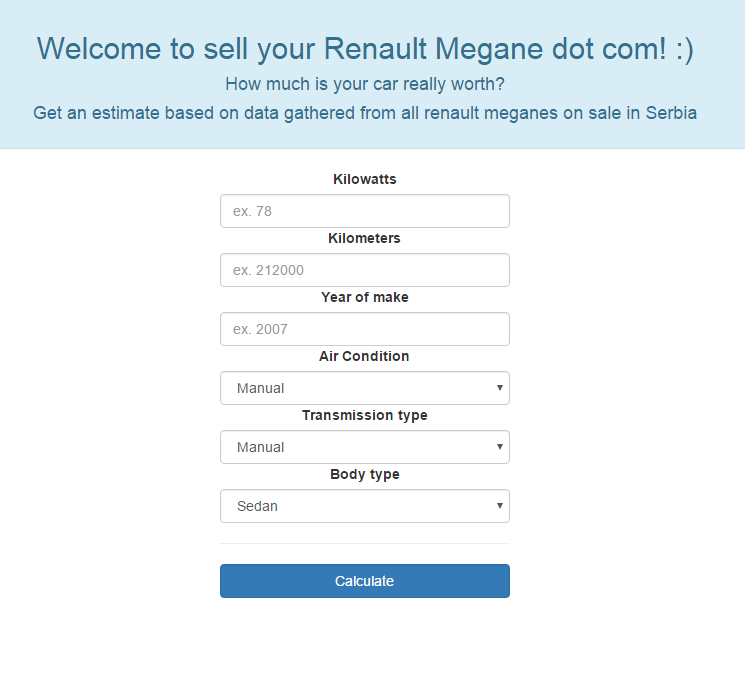 Welcome to sell your Renault Megane dot com! :)
How much is your car really worth?
Get an estimate based on data gathered from all renault meganes on sale in Serbia
Kilowatts
ex. 78
Kilometers
ex. 212000
Year of make
ex. 2007
Air Condition
Manual
Transmission type
Manual
Body type
Sedan
Calculate